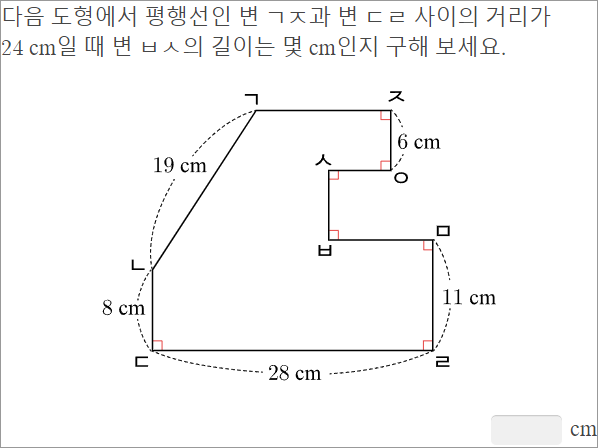 다음 도형에서 평행선인 변 ㄱㅈ과 변 ㄷㄹ 사이의 거리가
24 cm일 때 변 ㅂㅅ의 길이는 몇 cm인지 구해 보세요.
ㄱ
ㅈ
6 cm
19 cm
ㅅ
ㅇ
ㅁ
ㅂ
ㄴ
8 cm
11 cm
ㄷ
ㄹ
28 cm
cm